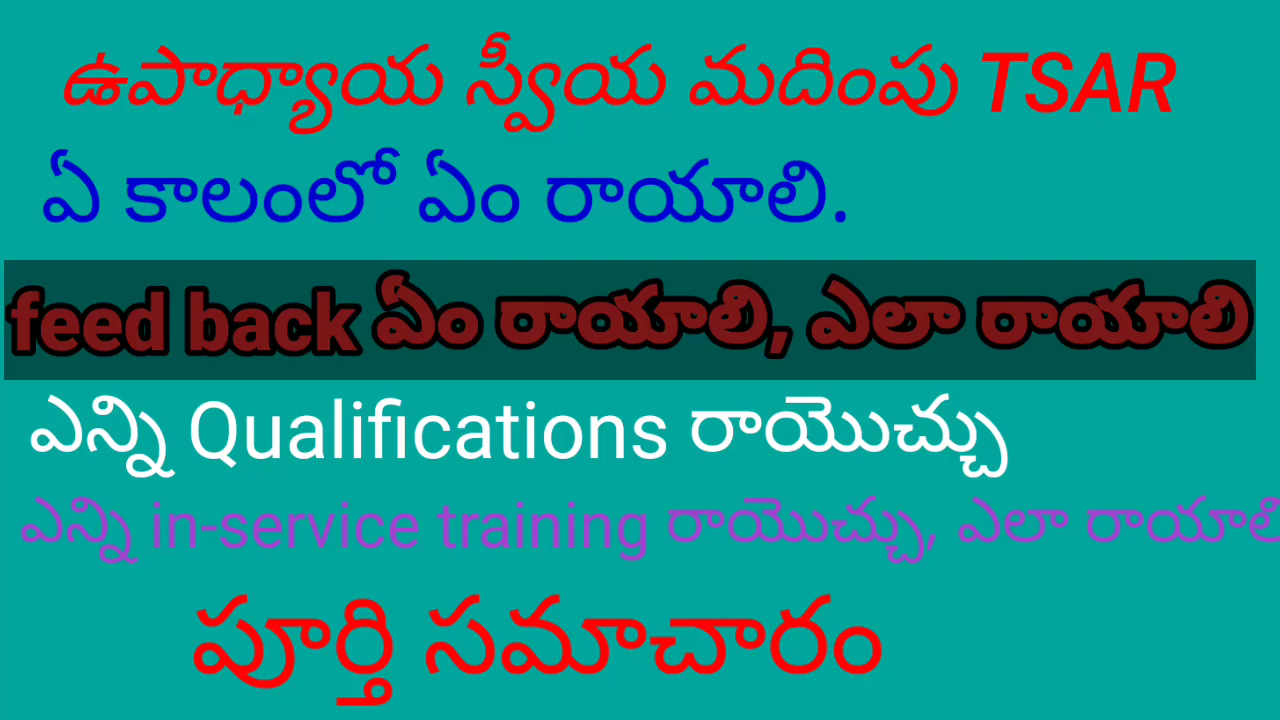 ఉపాధ్యాయ స్వీయ మదింపు TSAR
ఏ కాలంలో ఏం రాయాలి.
feed back ఏం రాయాలి, ఎలా రాయాలి
ఎన్ని Qualifications రాయొచ్చు
ఎన్ని in-service training రాయొచ్చు, ఎలా రాయాలి
పూర్తి సమాచారం